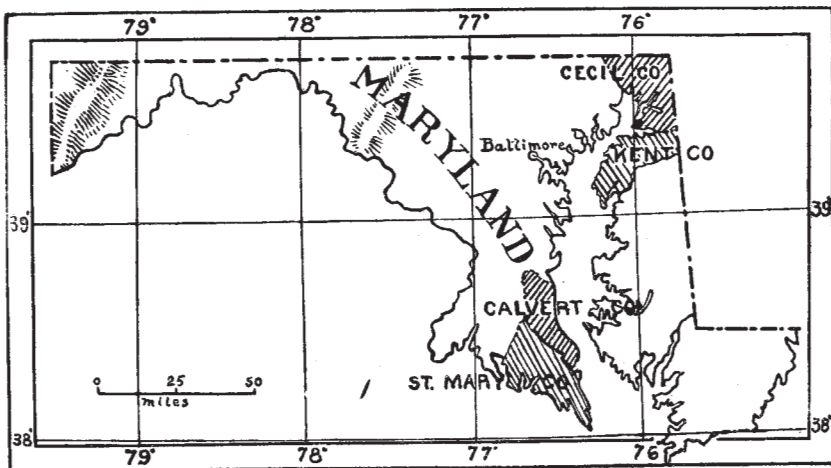 79° 78° 77° 76°
MARYLAND
CECIL CO
Baltimore
KENT CO
39° 39°
CALVERT CO
ST. MARY CO
0 25 50
miles
38° 38°
79° 78° 77° 76